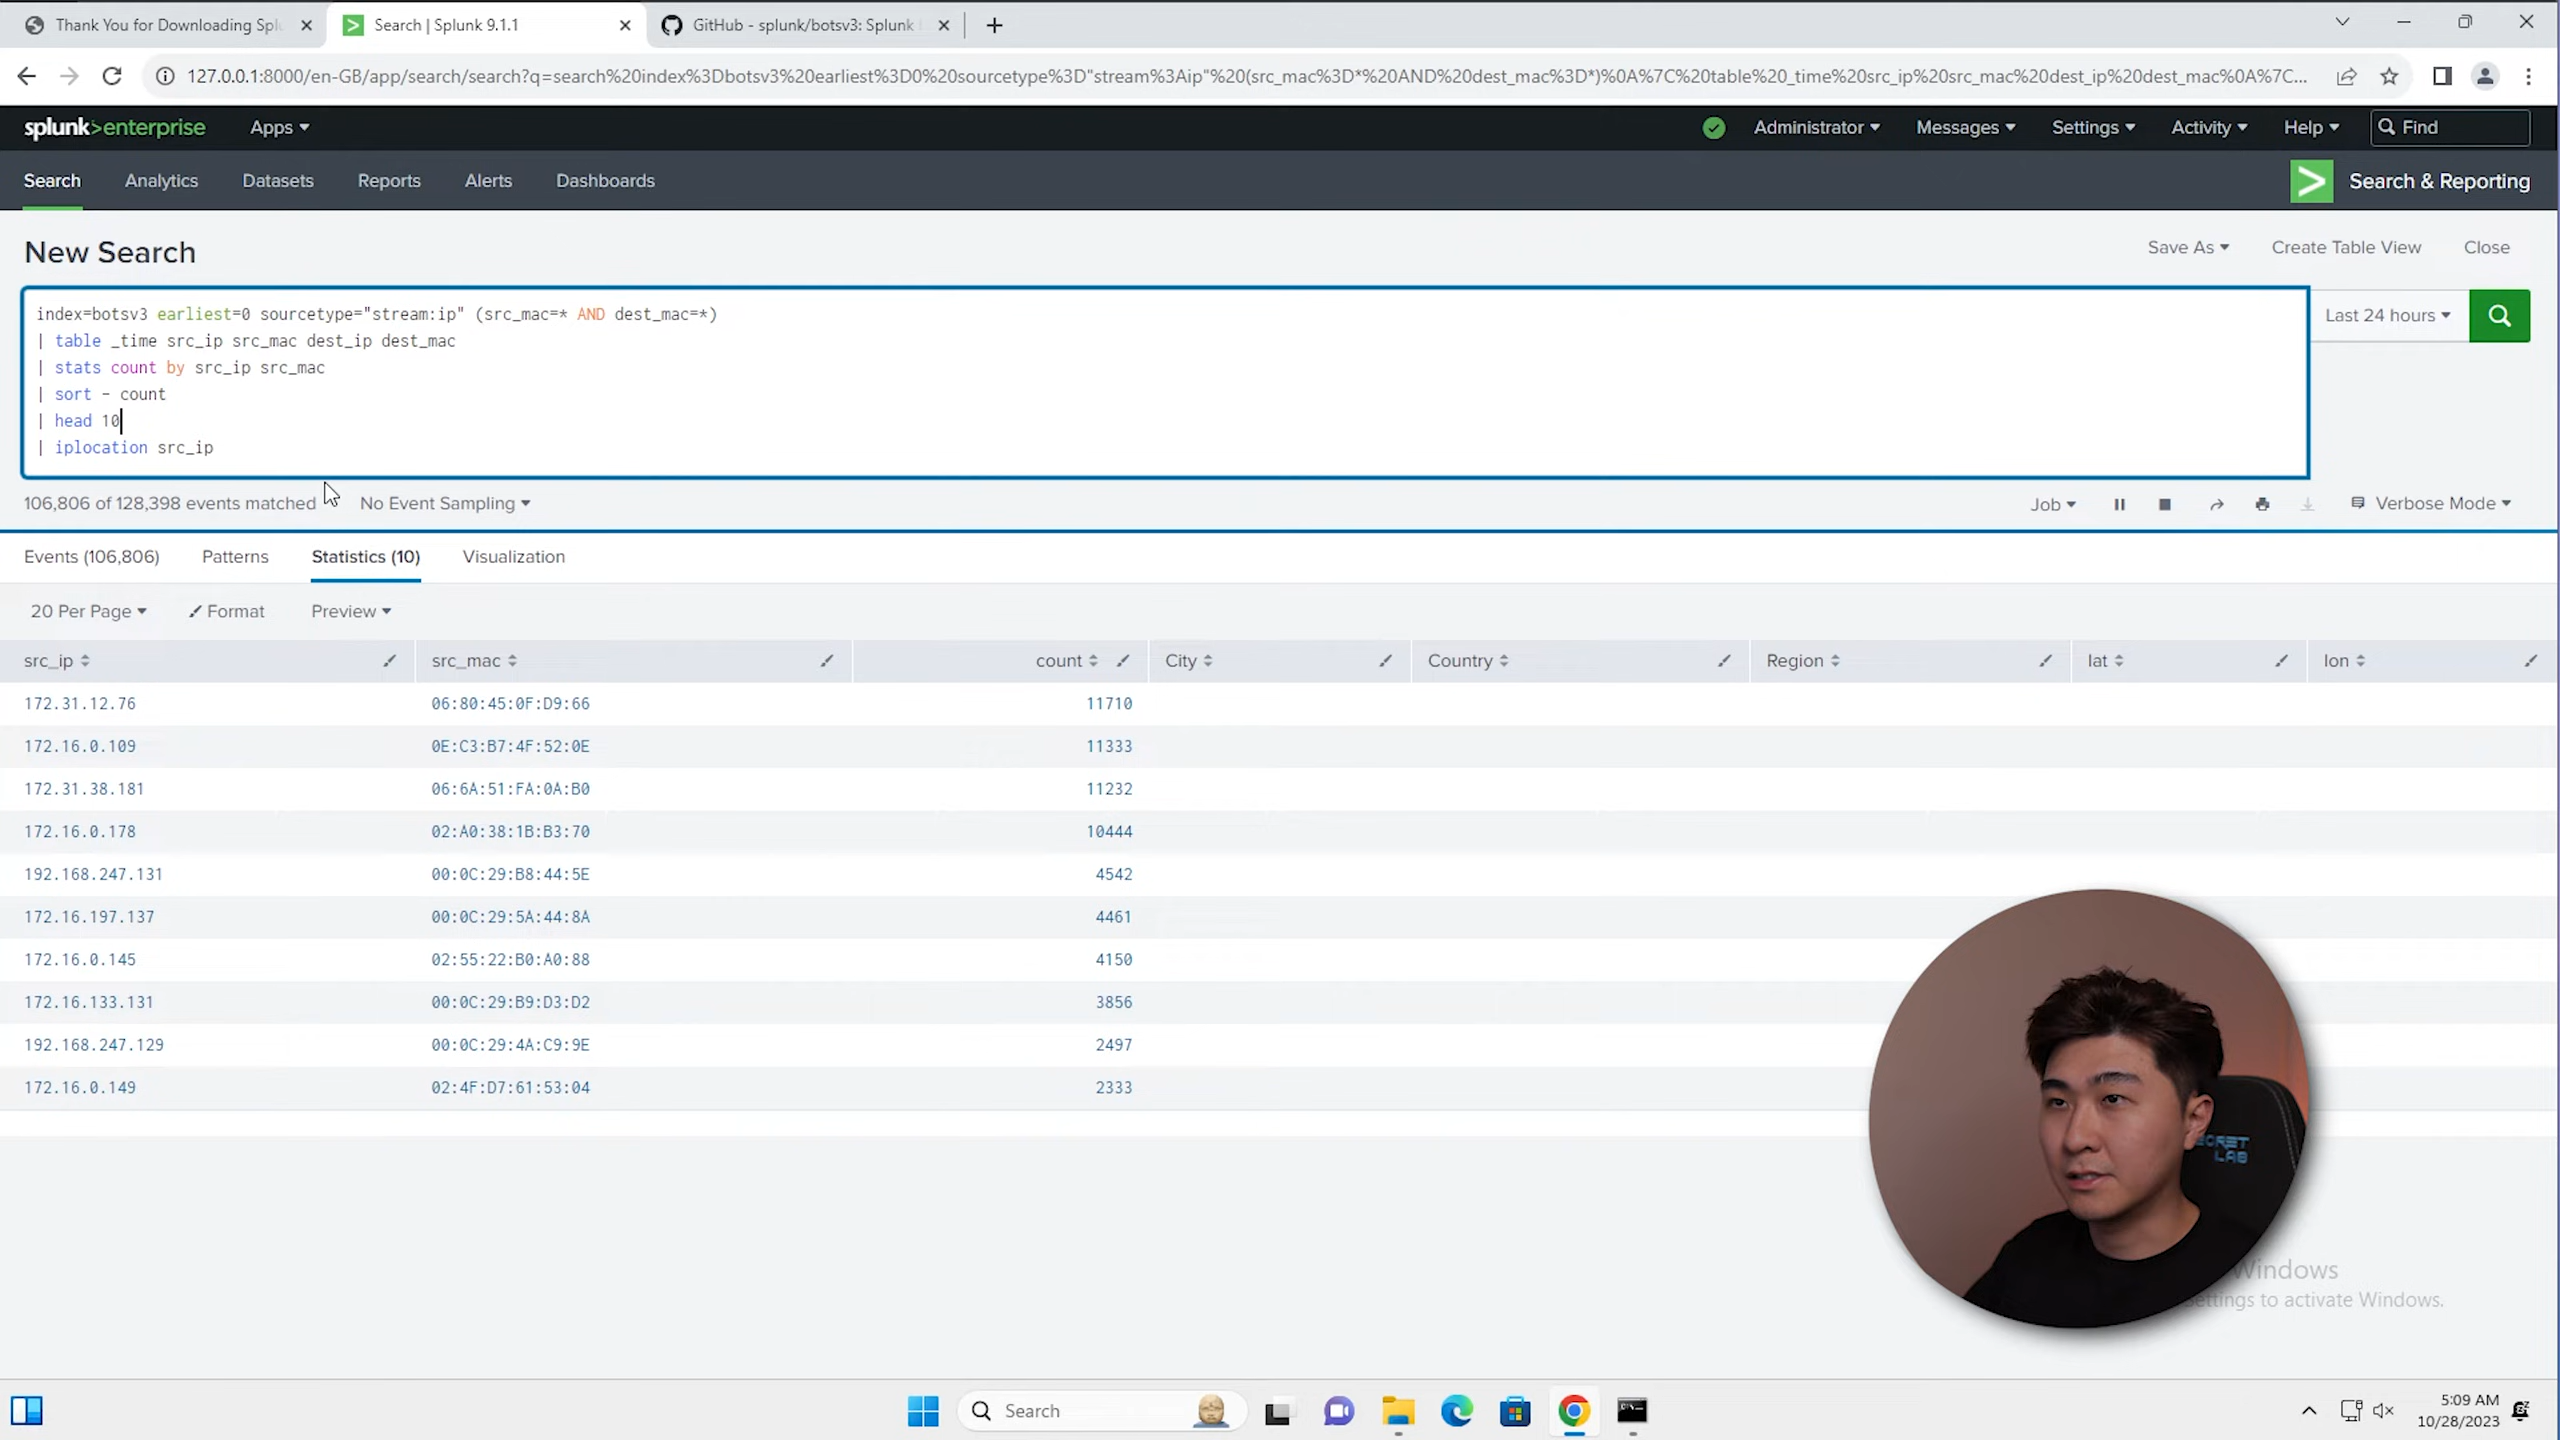 Thank You for Downloading Spl
Search | Splunk 9.1.1
GitHub - splunk/botsv3: Splunk
127.0.0.1:8000/en-GB/app/search/search?q=search%20index%3Dbotsv3%20earliest%3D0%20sourcetype%3D"stream%3Aip"%20(src_mac%3D*%20AND%20dest_mac%3D*)%0A%7C%20table%20_time%20src_ip%20src_mac%20dest_ip%20dest_mac%0A%7C...
splunk>enterprise Apps Administrator Messages Settings Activity Help Find
Search Analytics Datasets Reports Alerts Dashboards Search & Reporting
New Search Save As Create Table View Close
index=botsv3 earliest=0 sourcetype="stream:ip" (src_mac=* AND dest_mac=*)
| table _time src_ip src_mac dest_ip dest_mac
| stats count by src_ip src_mac
| sort - count
| head 10
| iplocation src_ip
Last 24 hours
106,806 of 128,398 events matched No Event Sampling Job Verbose Mode
Events (106,806) Patterns Statistics (10) Visualization
20 Per Page Format Preview
src_ip src_mac count City Country Region lat lon
172.31.12.76 06:80:45:0F:D9:66 11710
172.16.0.109 0E:C3:B7:4F:52:0E 11333
172.31.38.181 06:6A:51:FA:0A:B0 11232
172.16.0.178 02:A0:38:1B:B3:70 10444
192.168.247.131 00:0C:29:B8:44:5E 4542
172.16.197.137 00:0C:29:5A:44:8A 4461
172.16.0.145 02:55:22:B0:A0:88 4150
172.16.133.131 00:0C:29:B9:D3:D2 3856
192.168.247.129 00:0C:29:4A:C9:9E 2497
172.16.0.149 02:4F:D7:61:53:04 2333
LAB
Windows
to activate Windows.
Search
5:09 AM
10/28/2023